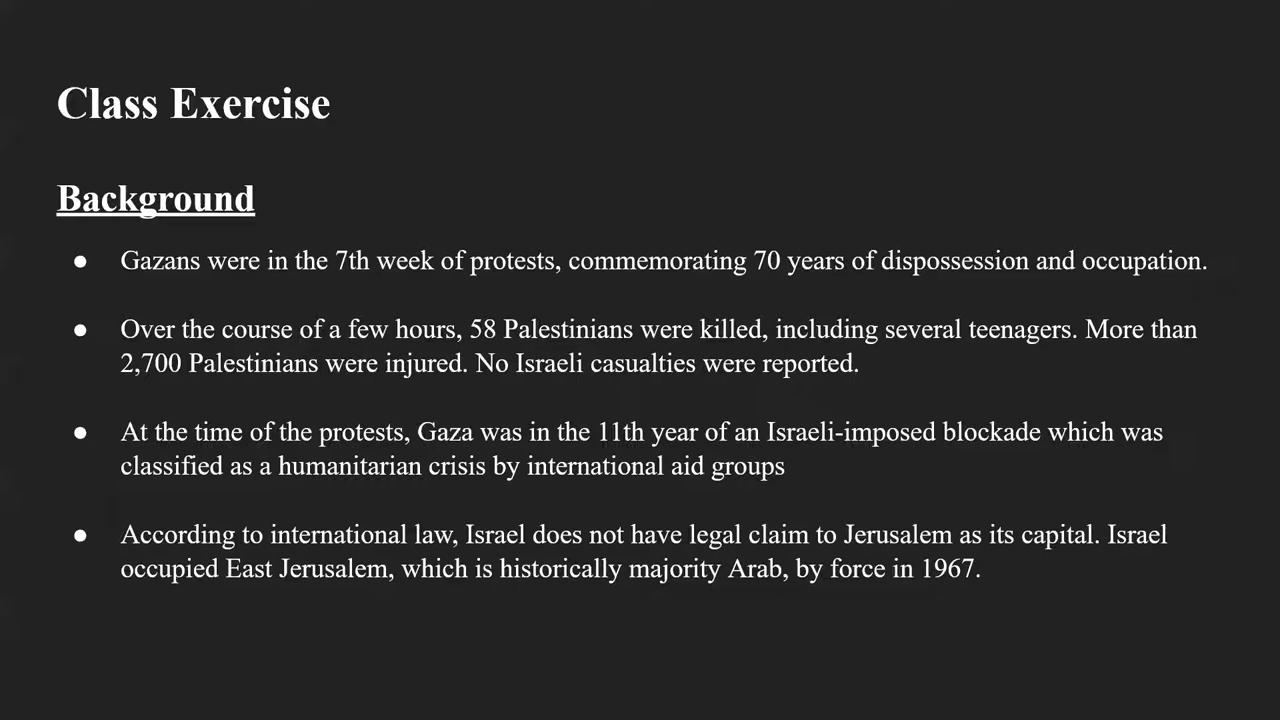 Class Exercise
Background
● Gazans were in the 7th week of protests, commemorating 70 years of dispossession and occupation.
● Over the course of a few hours, 58 Palestinians were killed, including several teenagers. More than
2,700 Palestinians were injured. No Israeli casualties were reported.
● At the time of the protests, Gaza was in the 11th year of an Israeli-imposed blockade which was
classified as a humanitarian crisis by international aid groups
● According to international law, Israel does not have legal claim to Jerusalem as its capital. Israel
occupied East Jerusalem, which is historically majority Arab, by force in 1967.